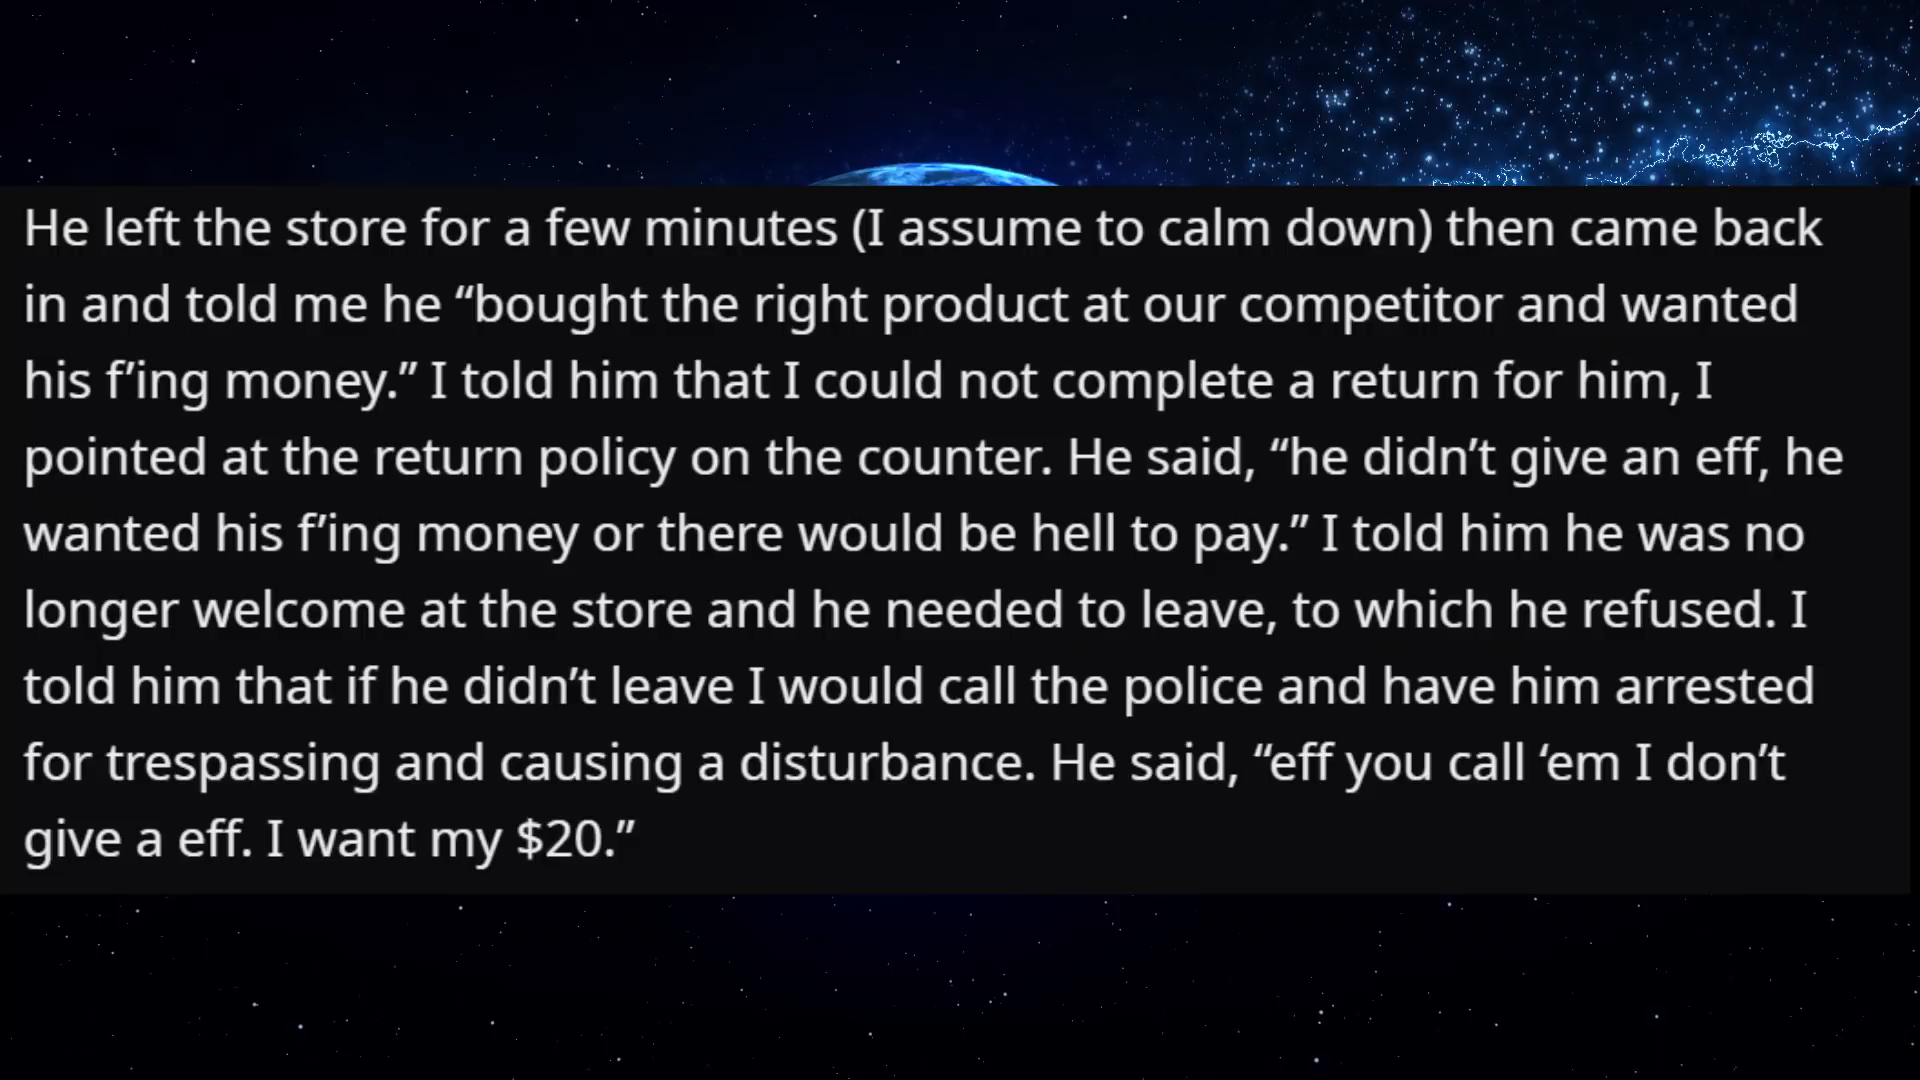 He left the store for a few minutes (I assume to calm down) then came back
in and told me he “bought the right product at our competitor and wanted
his f’ing money.” I told him that I could not complete a return for him, I
pointed at the return policy on the counter. He said, “he didn’t give an eff, he
wanted his f’ing money or there would be hell to pay.” I told him he was no
longer welcome at the store and he needed to leave, to which he refused. I
told him that if he didn’t leave I would call the police and have him arrested
for trespassing and causing a disturbance. He said, “eff you call ‘em I don’t
give a eff. I want my $20.”